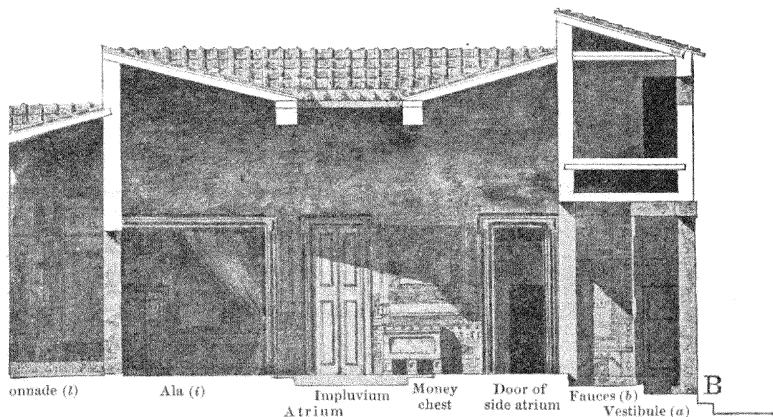 onnade (l)
Ala (i)
Impluvium
Atrium
Money
chest
Door of
side atrium
Fauces (b)
Vestibule (a)
B